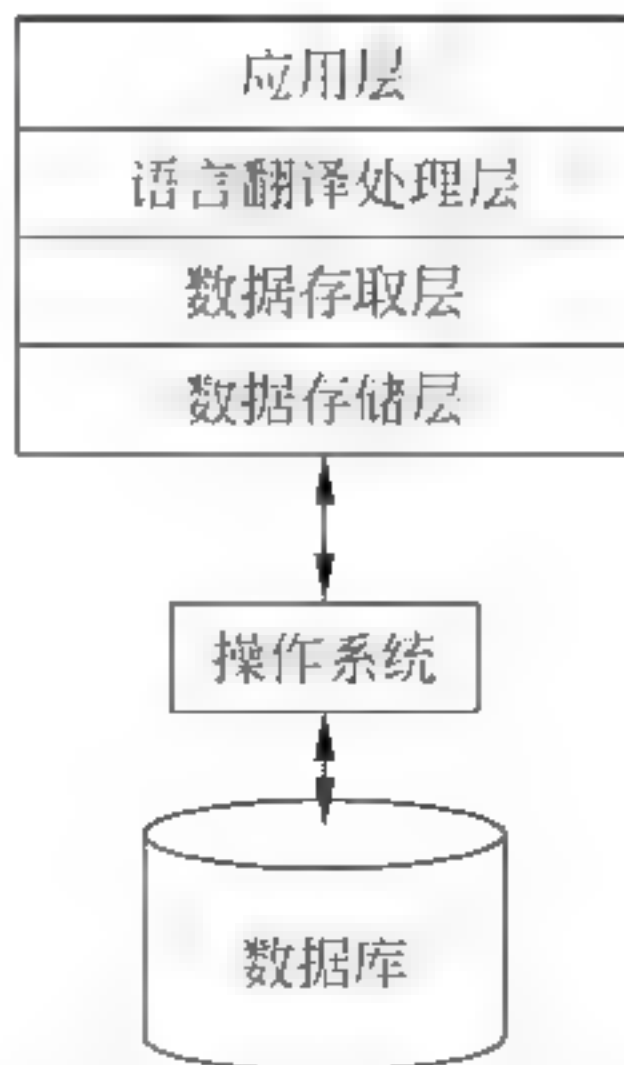 应用层
语言翻译处理层
数据存取层
数据存储层
操作系统
数据库